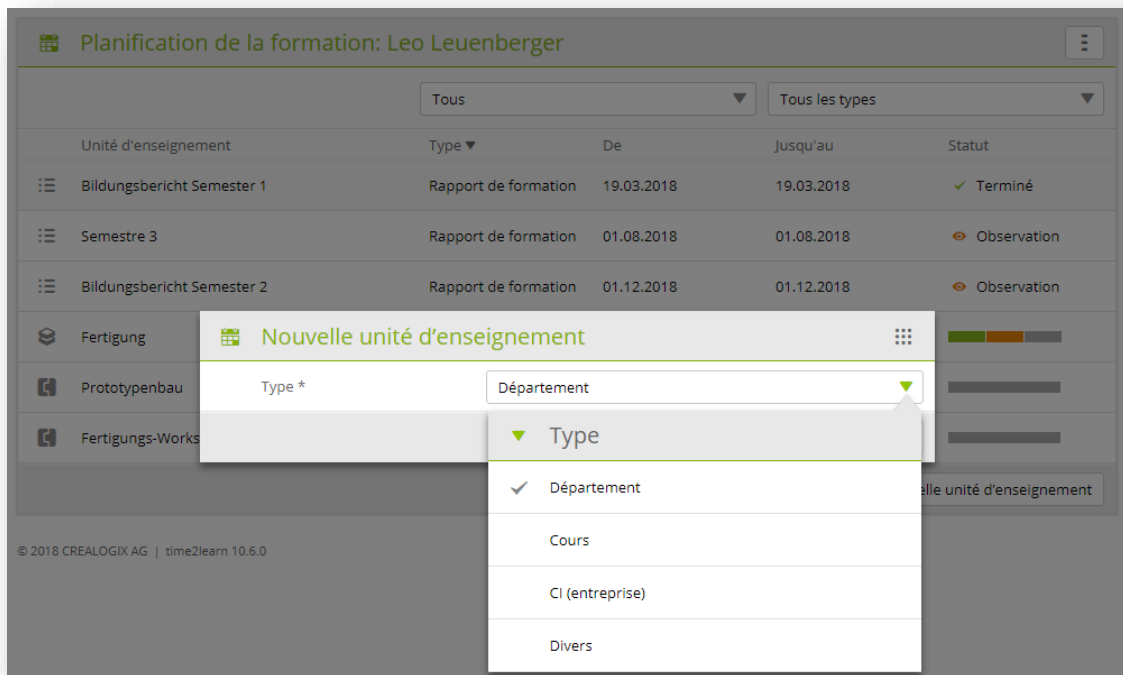 Planification de la formation: Leo Leuenberger
Tous Tous les types
Unité d'enseignement Type De Jusqu'au Statut
Bildungsbericht Semester 1 Rapport de formation 19.03.2018 19.03.2018 Terminé
Semestre 3 Rapport de formation 01.08.2018 01.08.2018 Observation
Bildungsbericht Semester 2 Rapport de formation 01.12.2018 01.12.2018 Observation
Fertigung
Nouvelle unité d’enseignement
Prototypenbau
Type * Département
Fertigungs-Works
Type
Département
elle unité d’enseignement
Cours
CI (entreprise)
Divers
© 2018 CREALOGIX AG | time2learn 10.6.0